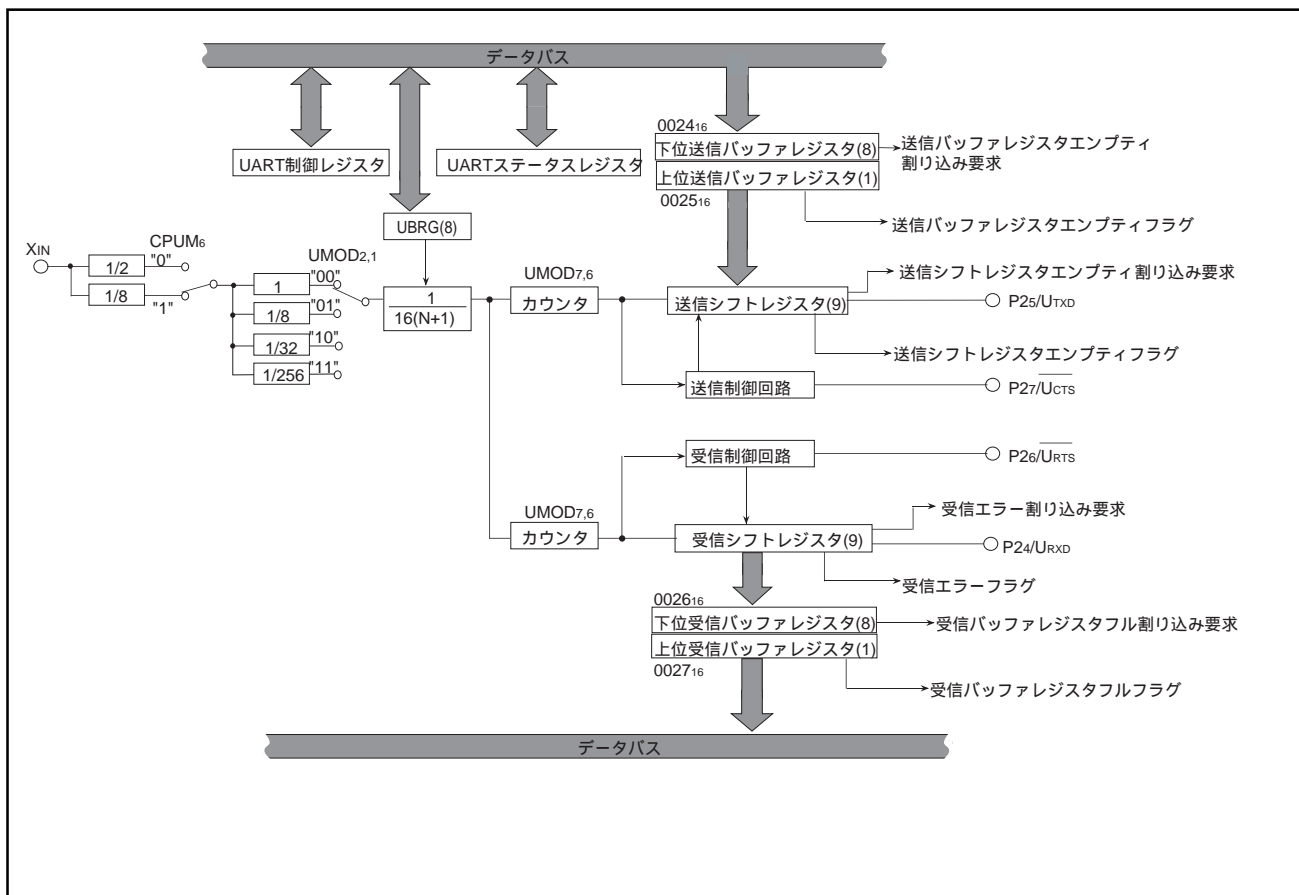 データバス
UART制御レジスタ
UARTステータスレジスタ
0024₁₆
下位送信バッファレジスタ(8)
上位送信バッファレジスタ(1)
0025₁₆
送信バッファレジスタエンプティ
割り込み要求
送信バッファレジスタエンプティフラグ
UBRG(8)
XIN
1/2
1/8
CPUM₆
"0"
"1"
UMOD₂,₁
1
"00"
1/8
"01"
1/32
"10"
1/256
"11"
1
16(N+1)
UMOD₇,₆
カウンタ
送信シフトレジスタ(9)
送信シフトレジスタエンプティ割り込み要求
P2₅/UTXD
送信シフトレジスタエンプティフラグ
送信制御回路
P2₇/U̅C̅T̅S̅
受信制御回路
P2₆/U̅R̅T̅S̅
UMOD₇,₆
カウンタ
受信シフトレジスタ(9)
受信エラー割り込み要求
P2₄/URXD
受信エラーフラグ
0026₁₆
下位受信バッファレジスタ(8)
上位受信バッファレジスタ(1)
0027₁₆
受信バッファレジスタフル割り込み要求
受信バッファレジスタフルフラグ
データバス